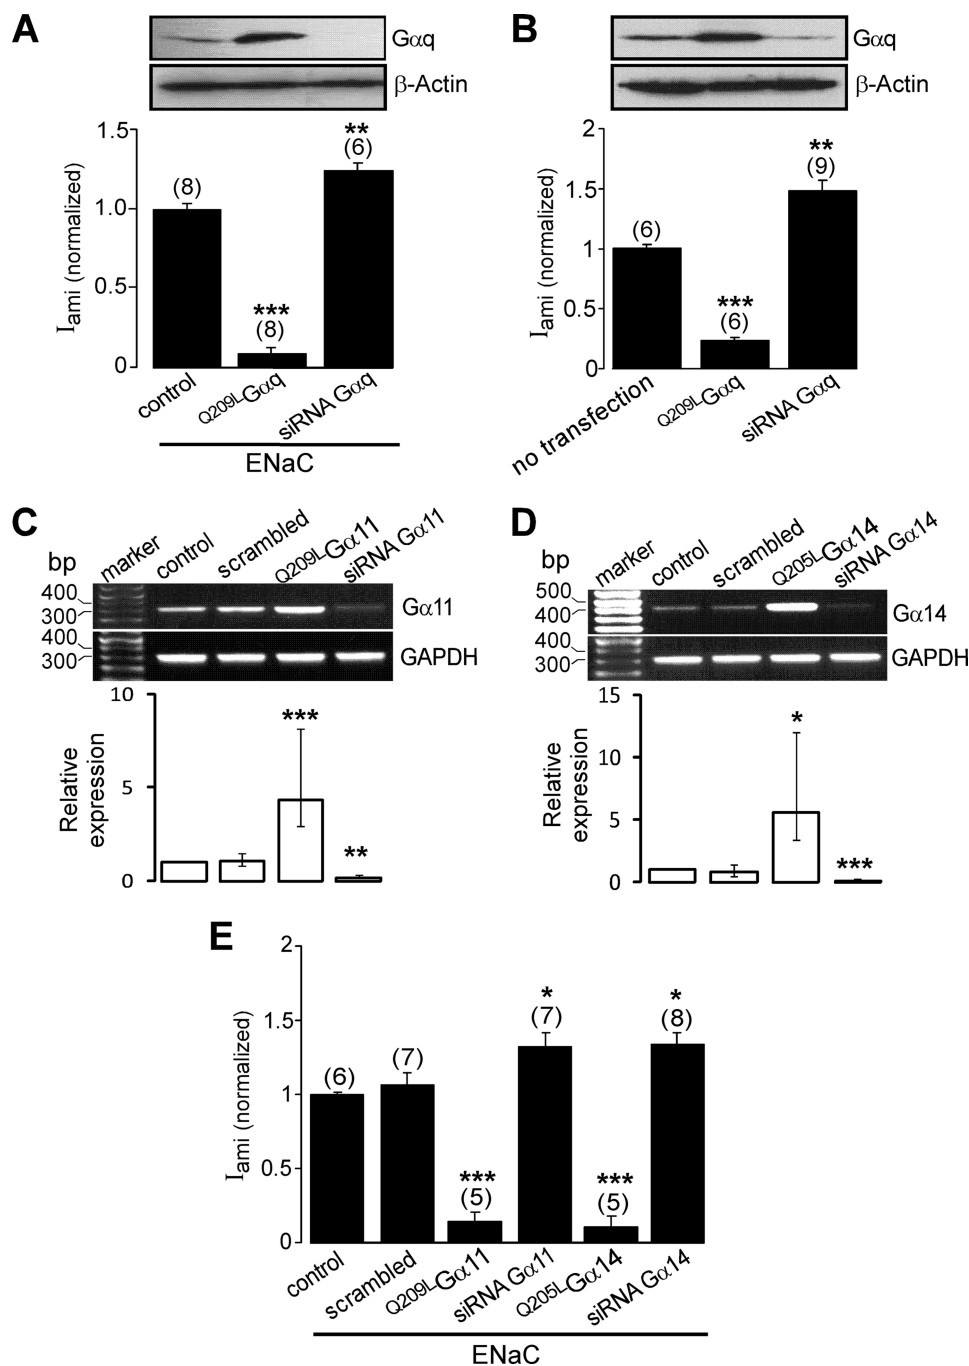 A
Gαq
β-Actin
1.5
1.0
0.5
0
Iami (normalized)
(8)
***
(8)
**
(6)
control
Q209LGαq
siRNA Gαq
ENaC
B
Gαq
β-Actin
2
1.5
1
0.5
0
Iami (normalized)
(6)
***
(6)
**
(9)
no transfection
Q209LGαq
siRNA Gαq
C
bp
marker
control
scrambled
Q209LGα11
siRNA Gα11
400
300
Gα11
400
300
GAPDH
10
5
0
Relative
expression
***
**
D
bp
marker
control
scrambled
Q205LGα14
siRNA Gα14
500
400
Gα14
400
300
GAPDH
15
10
5
0
Relative
expression
*
***
E
2
1.5
1
0.5
0
Iami (normalized)
(6)
(7)
***
(5)
*
(7)
***
(5)
*
(8)
control
scrambled
Q209LGα11
siRNA Gα11
Q205LGα14
siRNA Gα14
ENaC